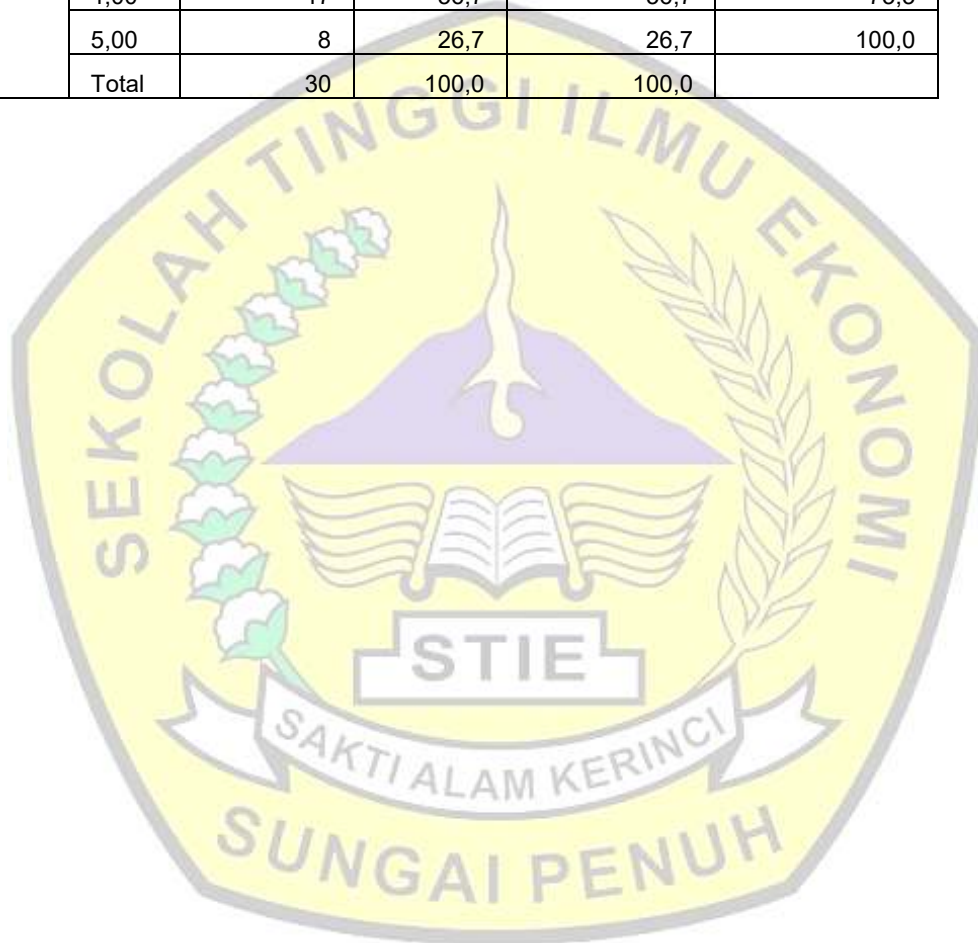 5,00 8 26,7 26,7 100,0
Total 30 100,0 100,0
SEKOLAH TINGGI ILMU EKONOMI
STIE
SAKTI ALAM KERINCI
SUNGAI PENUH